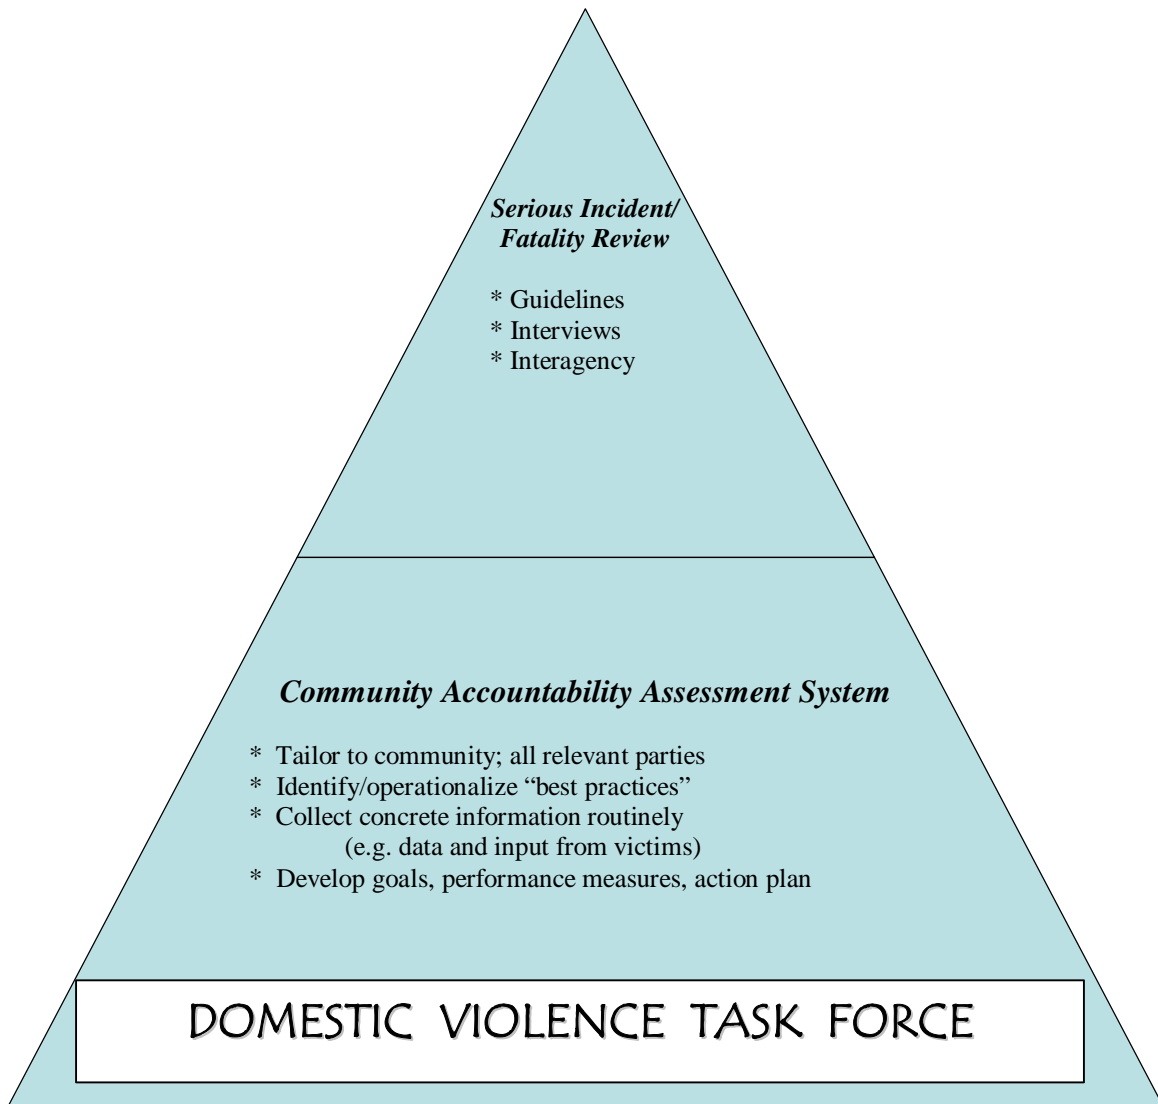 Serious Incident/
Fatality Review
* Guidelines
* Interviews
* Interagency
Community Accountability Assessment System
* Tailor to community; all relevant parties
* Identify/operationalize “best practices”
* Collect concrete information routinely
(e.g. data and input from victims)
* Develop goals, performance measures, action plan
DOMESTIC VIOLENCE TASK FORCE